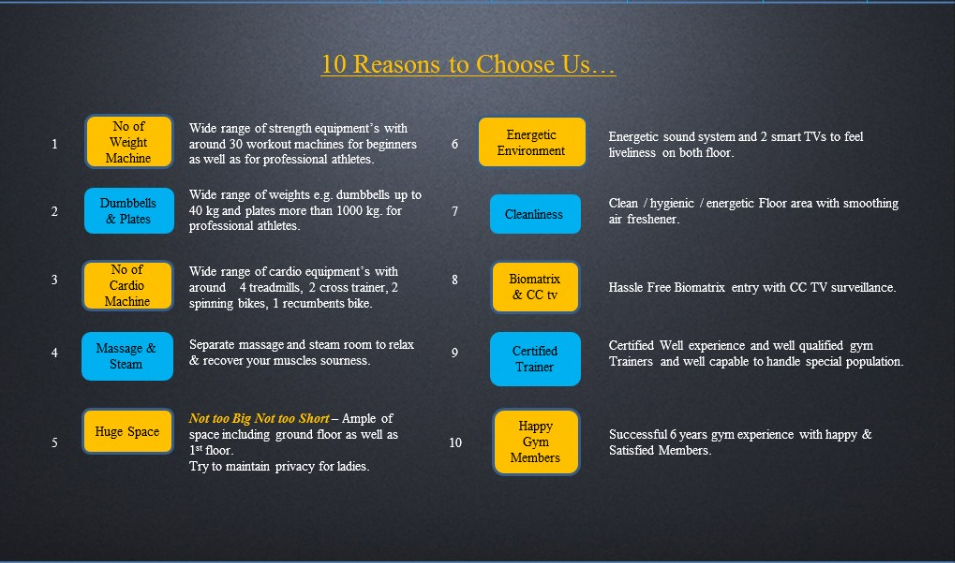 10 Reasons to Choose Us…
1
No of
Weight
Machine
Wide range of strength equipment's with
around 30 workout machines for beginners
as well as for professional athletes.
2
Dumbbells
& Plates
Wide range of weights e.g. dumbbells up to
40 kg and plates more than 1000 kg. for
professional athletes.
3
No of
Cardio
Machine
Wide range of cardio equipment's with
around 4 treadmills, 2 cross trainer, 2
spinning bikes, 1 recumbents bike.
4
Massage &
Steam
Separate massage and steam room to relax
& recover your muscles sourness.
5
Huge Space
Not too Big Not too Short – Ample of
space including ground floor as well as
1st floor.
Try to maintain privacy for ladies.
6
Energetic
Environment
Energetic sound system and 2 smart TVs to feel
liveliness on both floor.
7
Cleanliness
Clean / hygienic / energetic Floor area with smoothing
air freshener.
8
Biomatrix
& CC tv
Hassle Free Biomatrix entry with CC TV surveillance.
9
Certified
Trainer
Certified Well experience and well qualified gym
Trainers and well capable to handle special population.
10
Happy
Gym
Members
Successful 6 years gym experience with happy &
Satisfied Members.